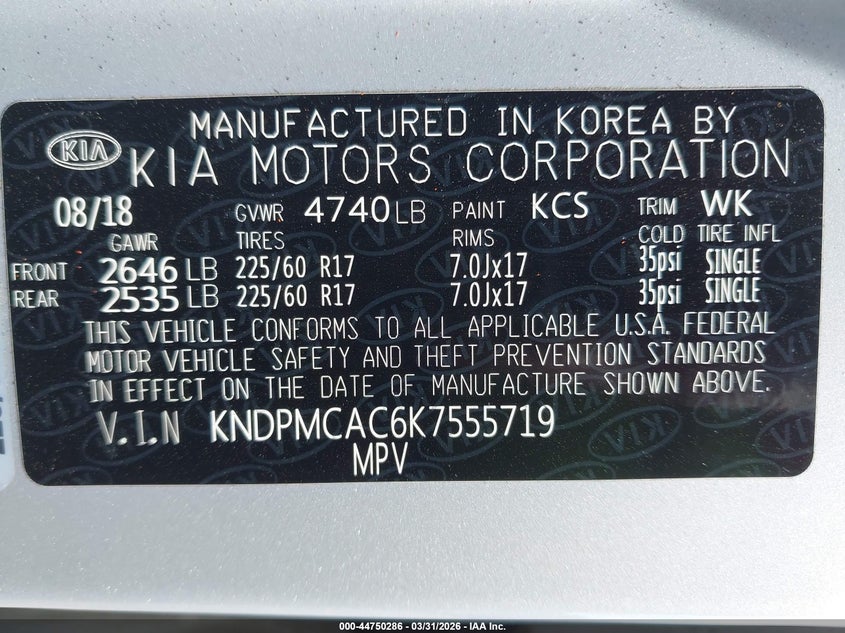 MANUFACTURED IN KOREA BY
KIA KIA MOTORS CORPORATION
08/18 GVWR 4740 LB PAINT KCS TRIM WK
GAWR TIRES RIMS COLD TIRE INFL
FRONT 2646 LB 225/60 R17 7.0Jx17 35psi SINGLE
REAR 2535 LB 225/60 R17 7.0Jx17 35psi SINGLE
THIS VEHICLE CONFORMS TO ALL APPLICABLE U.S.A. FEDERAL
MOTOR VEHICLE SAFETY AND THEFT PREVENTION STANDARDS
IN EFFECT ON THE DATE OF MANUFACTURE SHOWN ABOVE.
V.I.N KNDPMCAC6K7555719
MPV
000-44750286 - 03/31/2026 - IAA Inc.